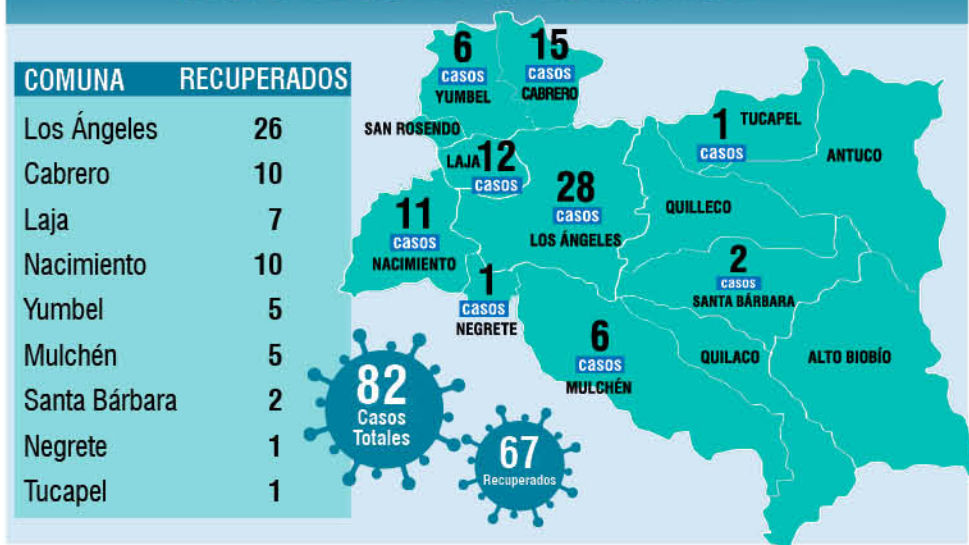 COMUNA RECUPERADOS
Los Ángeles 26
Cabrero 10
Laja 7
Nacimiento 10
Yumbel 5
Mulchén 5
Santa Bárbara 2
Negrete 1
Tucapel 1
6
casos
YUMBEL
15
casos
CABRERO
SAN ROSENDO
LAJA 12
casos
1
casos
TUCAPEL
ANTUCO
28
casos
LOS ÁNGELES
QUILLECO
11
casos
NACIMIENTO
2
casos
SANTA BÁRBARA
1
casos
NEGRETE
6
casos
MULCHÉN
QUILACO
ALTO BIOBÍO
82
Casos
Totales
67
Recuperados